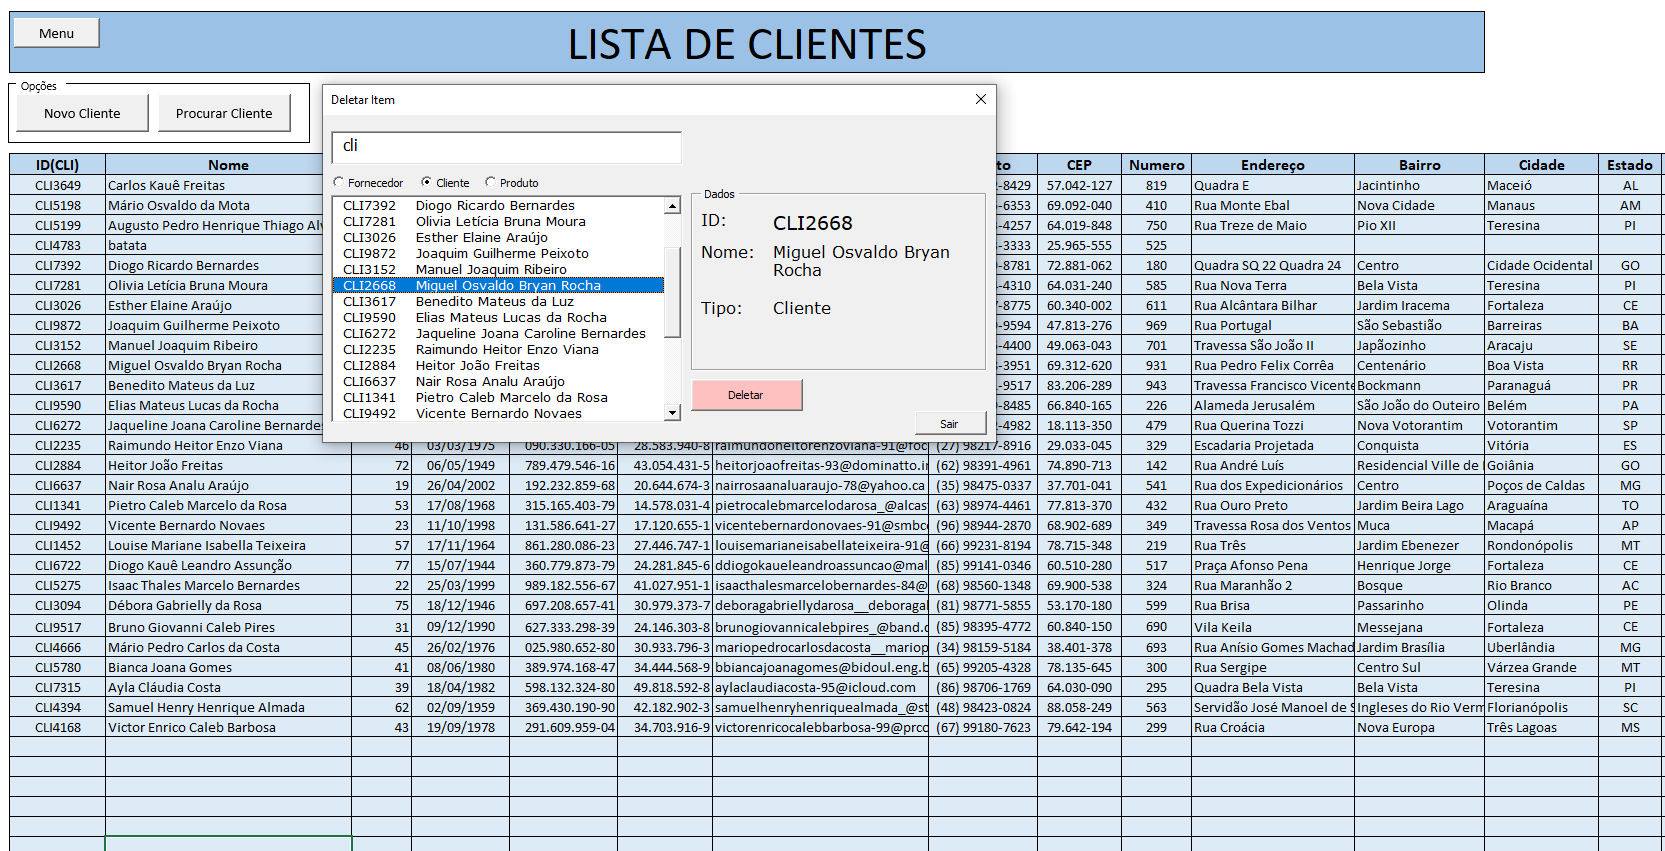 Menu
LISTA DE CLIENTES
Opções
Novo Cliente Procurar Cliente
Deletar Item
cli
Fornecedor Cliente Produto
CLI7392 Diogo Ricardo Bernardes
CLI7281 Olivia Letícia Bruna Moura
CLI3026 Esther Elaine Araújo
CLI9872 Joaquim Guilherme Peixoto
CLI3152 Manuel Joaquim Ribeiro
CLI2668 Miguel Osvaldo Bryan Rocha
CLI3617 Benedito Mateus da Luz
CLI9590 Elias Mateus Lucas da Rocha
CLI6272 Jaqueline Joana Caroline Bernardes
CLI2235 Raimundo Heitor Enzo Viana
CLI2884 Heitor João Freitas
CLI6637 Nair Rosa Analu Araújo
CLI1341 Pietro Caleb Marcelo da Rosa
CLI9492 Vicente Bernardo Novaes
Dados
ID: CLI2668
Nome: Miguel Osvaldo Bryan
Rocha
Tipo: Cliente
Deletar
Sair
ID(CLI) Nome to CEP Numero Endereço Bairro Cidade Estado
CLI3649 Carlos Kauê Freitas -8429 57.042-127 819 Quadra E Jacintinho Maceió AL
CLI5198 Mário Osvaldo da Mota -6353 69.092-040 410 Rua Monte Ebal Nova Cidade Manaus AM
CLI5199 Augusto Pedro Henrique Thiago Alv -4257 64.019-848 750 Rua Treze de Maio Pio XII Teresina PI
CLI4783 batata -3333 25.965-555 525
CLI7392 Diogo Ricardo Bernardes -8781 72.881-062 180 Quadra SQ 22 Quadra 24 Centro Cidade Ocidental GO
CLI7281 Olivia Letícia Bruna Moura -4310 64.031-240 585 Rua Nova Terra Bela Vista Teresina PI
CLI3026 Esther Elaine Araújo -8775 60.340-002 611 Rua Alcântara Bilhar Jardim Iracema Fortaleza CE
CLI9872 Joaquim Guilherme Peixoto -9594 47.813-276 969 Rua Portugal São Sebastião Barreiras BA
CLI3152 Manuel Joaquim Ribeiro -4400 49.063-043 701 Travessa São João II Japãozinho Aracaju SE
CLI2668 Miguel Osvaldo Bryan Rocha -3951 69.312-620 931 Rua Pedro Felix Corrêa Centenário Boa Vista RR
CLI3617 Benedito Mateus da Luz -9517 83.206-289 943 Travessa Francisco Vicente Bockmann Paranaguá PR
CLI9590 Elias Mateus Lucas da Rocha -8485 66.840-165 226 Alameda Jerusalém São João do Outeiro Belém PA
CLI6272 Jaqueline Joana Caroline Bernardes -4982 18.113-350 479 Rua Querina Tozzi Nova Votorantim Votorantim SP
CLI2235 Raimundo Heitor Enzo Viana 46 03/03/1975 090.330.166-05 28.583.940-8 raimundoheitorenzoviana-91@foc (27) 98217-8916 29.033-045 329 Escadaria Projetada Conquista Vitória ES
CLI2884 Heitor João Freitas 72 06/05/1949 789.479.546-16 43.054.431-5 heitorjoaofreitas-93@dominatto.in (62) 98391-4961 74.890-713 142 Rua André Luís Residencial Ville de Goiânia GO
CLI6637 Nair Rosa Analu Araújo 19 26/04/2002 192.232.859-68 20.644.674-3 nairrosaanaluaraujo-78@yahoo.ca (35) 98475-0337 37.701-041 541 Rua dos Expedicionários Centro Poços de Caldas MG
CLI1341 Pietro Caleb Marcelo da Rosa 53 17/08/1968 315.165.403-79 14.578.031-4 pietrocalebmarcelodarosa_@alcas (63) 98974-4461 77.813-370 432 Rua Ouro Preto Jardim Beira Lago Araguaína TO
CLI9492 Vicente Bernardo Novaes 23 11/10/1998 131.586.641-27 17.120.655-1 vicentebernardonovaes-91@smbc (96) 98944-2870 68.902-689 349 Travessa Rosa dos Ventos Muca Macapá AP
CLI1452 Louise Mariane Isabella Teixeira 57 17/11/1964 861.280.086-23 27.446.747-1 louisemarianeisabellateixeira-91@ (66) 99231-8194 78.715-348 219 Rua Três Jardim Ebenezer Rondonópolis MT
CLI6722 Diogo Kauê Leandro Assunção 77 15/07/1944 360.779.873-79 24.281.845-6 ddiogokaueleandroassuncao@mal (85) 99141-0346 60.510-280 517 Praça Afonso Pena Henrique Jorge Fortaleza CE
CLI5275 Isaac Thales Marcelo Bernardes 22 25/03/1999 989.182.556-67 41.027.951-1 isaacthalesmarcelobernardes-84@ (68) 98560-1348 69.900-538 324 Rua Maranhão 2 Bosque Rio Branco AC
CLI3094 Débora Gabrielly da Rosa 75 18/12/1946 697.208.657-41 30.979.373-7 deboragabriellydarosa__deboragal (81) 98771-5855 53.170-180 599 Rua Brisa Passarinho Olinda PE
CLI9517 Bruno Giovanni Caleb Pires 31 09/12/1990 627.333.298-39 24.146.303-8 brunogiovannicalebpires_@band.c (85) 98395-4772 60.840-150 690 Vila Keila Messejana Fortaleza CE
CLI4666 Mário Pedro Carlos da Costa 45 26/02/1976 025.980.652-80 30.933.796-3 mariopedrocarlosdacosta__mariop (34) 98159-5184 38.401-378 693 Rua Anísio Gomes Machad Jardim Brasília Uberlândia MG
CLI5780 Bianca Joana Gomes 41 08/06/1980 389.974.168-47 34.444.568-9 bbiancajoanagomes@bidoul.eng.b (65) 99205-4328 78.135-645 300 Rua Sergipe Centro Sul Várzea Grande MT
CLI7315 Ayla Cláudia Costa 39 18/04/1982 598.132.324-80 49.818.592-8 aylaclaudiacosta-95@icloud.com (86) 98706-1769 64.030-090 295 Quadra Bela Vista Bela Vista Teresina PI
CLI4394 Samuel Henry Henrique Almada 62 02/09/1959 369.430.190-90 42.182.902-3 samuelhenryhenriquealmada_@st (48) 98423-0824 88.058-249 563 Servidão José Manoel de S Ingleses do Rio Verm Florianópolis SC
CLI4168 Victor Enrico Caleb Barbosa 43 19/09/1978 291.609.959-04 34.703.916-9 victorenricocalebbarbosa-99@prco (67) 99180-7623 79.642-194 299 Rua Croácia Nova Europa Três Lagoas MS